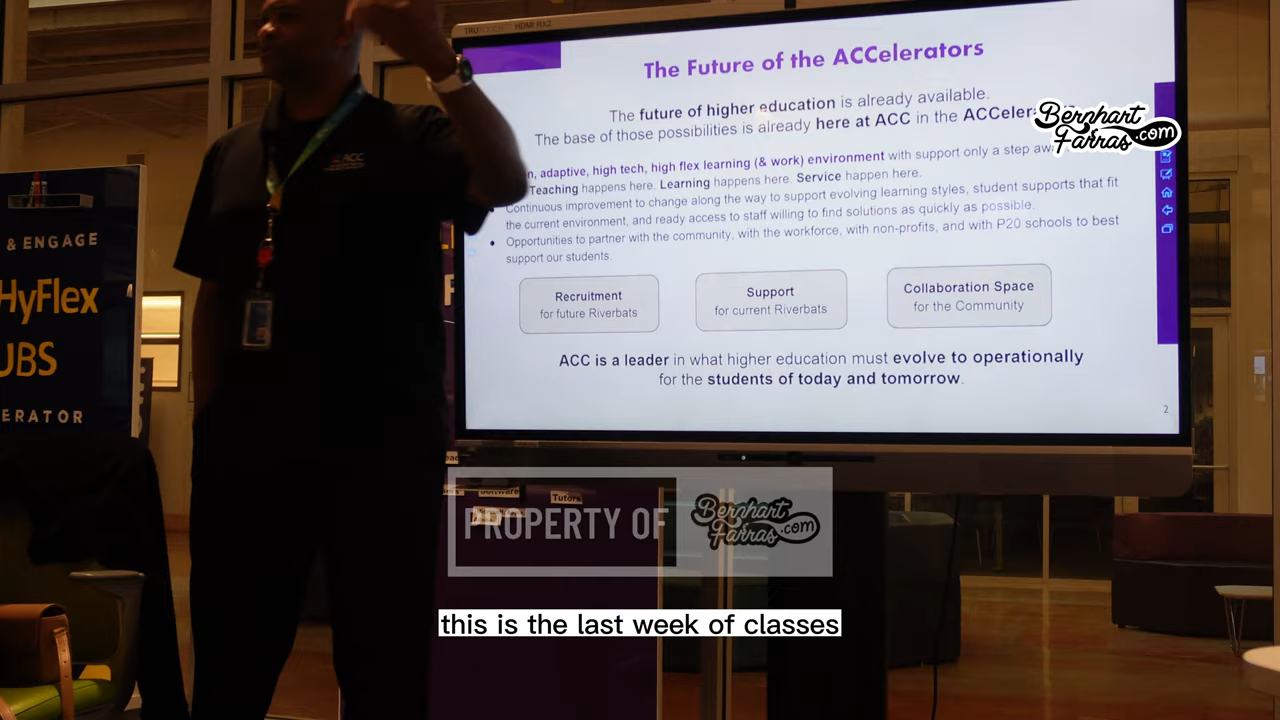 TRUTOUCH HDMI RX2
The Future of the ACCelerators
The future of higher education is already available.
The base of those possibilities is already here at ACC in the
adaptive, high tech, high flex learning (& work) environment with support only a step
Teaching happens here. Learning happens here. Service happen here.
Continuous improvement to change along the way to support evolving learning styles, student supports that fit
the current environment, and ready access to staff willing to find solutions as quickly as possible.
• Opportunities to partner with the community, with the workforce, with non-profits, and with P20 schools to best
support our students.
Recruitment
for future Riverbats
Support
for current Riverbats
Collaboration Space
for the Community
ACC is a leader in what higher education must evolve to operationally
for the students of today and tomorrow.
2
Bernhart
Farras.com
ACC
& ENGAGE
HyFlex
Software
Tutors
PROPERTY OF
Bernhart
Farras.com
this is the last week of classes